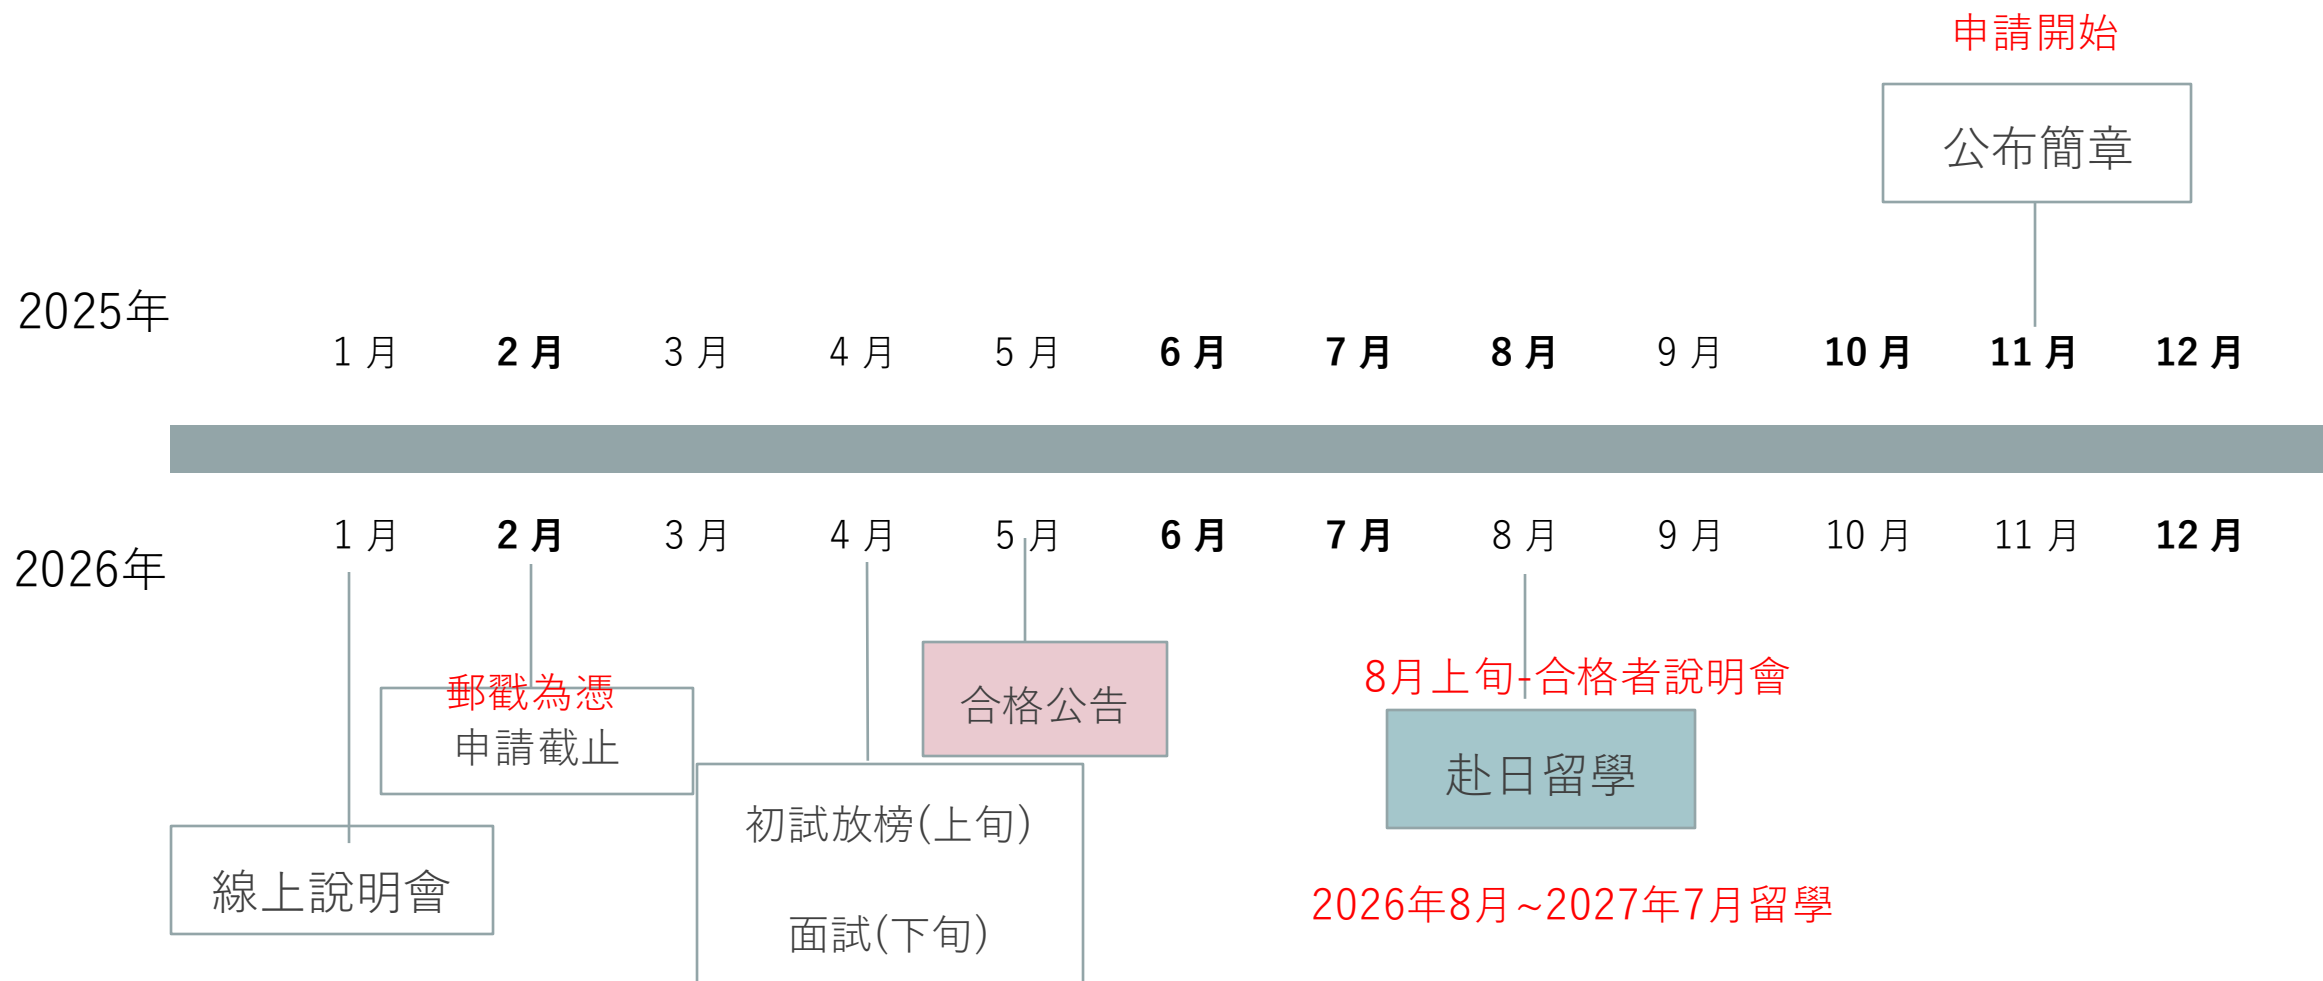 申請開始
公布簡章
2025年
1 月 2 月 3 月 4 月 5 月 6 月 7 月 8 月 9 月 10 月 11 月 12 月
1 月 2 月 3 月 4 月 5 月 6 月 7 月 8 月 9 月 10 月 11 月 12 月
2026年
郵戳為憑
申請截止
線上說明會
初試放榜(上旬)
面試(下旬)
合格公告
8月上旬-合格者說明會
赴日留學
2026年8月~2027年7月留學